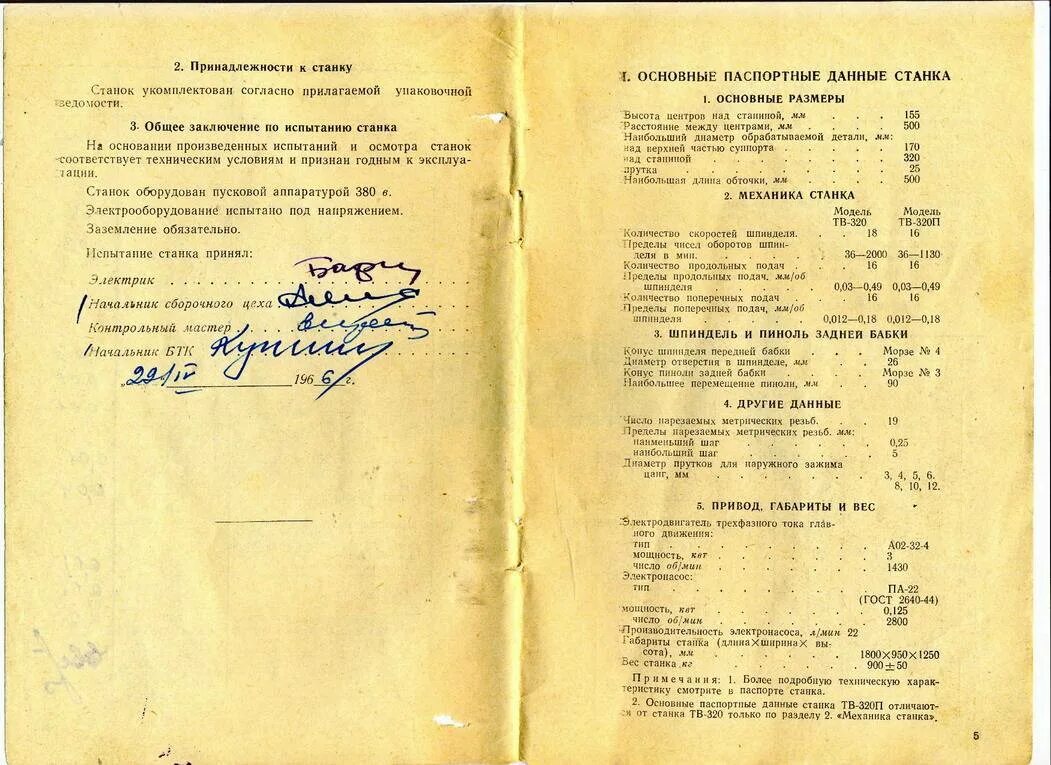 2. Принадлежности к станку
Станок укомплектован согласно прилагаемой упаковочной
ведомости.
3. Общее заключение по испытанию станка
На основании произведенных испытаний и осмотра станок
соответствует техническим условиям и признан годным к эксплуа-
тации.
Станок оборудован пусковой аппаратурой 380 в.
Электрооборудование испытано под напряжением.
Заземление обязательно.
Испытание станка принял:
Электрик
Начальник сборочного цеха
Контрольный мастер
Начальник БТК
„22" IV 1966 г.
I. ОСНОВНЫЕ ПАСПОРТНЫЕ ДАННЫЕ СТАНКА
1. ОСНОВНЫЕ РАЗМЕРЫ
Высота центров над станиной, мм . . . 155
Расстояние между центрами, мм . . . . 500
Наибольший диаметр обрабатываемой детали, мм:
над верхней частью суппорта . . . . . 170
над станиной . . . . . . . 320
прутка . . . . . . . . 25
Наибольшая длина обточки, мм . . . . 500
2. МЕХАНИКА СТАНКА
Модель Модель
ТВ-320 ТВ-320П
Количество скоростей шпинделя. . . 18 16
Пределы чисел оборотов шпин-
деля в мин. . . . . . 36—2000 36—1130
Количество продольных подач . . 16 16
Пределы продольных подач, мм/об
шпинделя . . . . . 0,03—0,49 0,03—0,49
Количество поперечных подач . . 16 16
Пределы поперечных подач, мм/об
шпинделя . . . . . 0,012—0,18 0,012—0,18
3. ШПИНДЕЛЬ И ПИНОЛЬ ЗАДНЕЙ БАБКИ
Конус шпинделя передней бабки . . . Морзе № 4
Диаметр отверстия в шпинделе, мм . . 26
Конус пиноли задней бабки . . . . Морзе № 3
Наибольшее перемещение пиноли, мм . . 90
4. ДРУГИЕ ДАННЫЕ
Число нарезаемых метрических резьб. . . 19
Пределы нарезаемых метрических резьб. мм:
наименьший шаг . . . . . . 0,25
наибольший шаг . . . . . . 5
Диаметр прутков для наружного зажима
цанг, мм . . . . . . . 3, 4, 5, 6.
8, 10, 12.
5. ПРИВОД, ГАБАРИТЫ И ВЕС
Электродвигатель трехфазного тока глав-
ного движения:
тип . . . . . . . . А02-32-4
мощность, квт . . . . . . 3
число об/мин . . . . . . 1430
Электронасос:
тип . . . . . . . . ПА-22
(ГОСТ 2640-44)
мощность, квт . . . . . . 0,125
число об/мин . . . . . . 2800
Производительность электронасоса, л/мин 22
Габариты станка (длина×ширина× вы-
сота), мм . . . . . . 1800×950×1250
Вес станка кг . . . . . . 900±50
Примечания: 1. Более подробную техническую харак-
теристику смотрите в паспорте станка.
2. Основные паспортные данные станка ТВ-320П отличают-
ся от станка ТВ-320 только по разделу 2. «Механика станка».
5